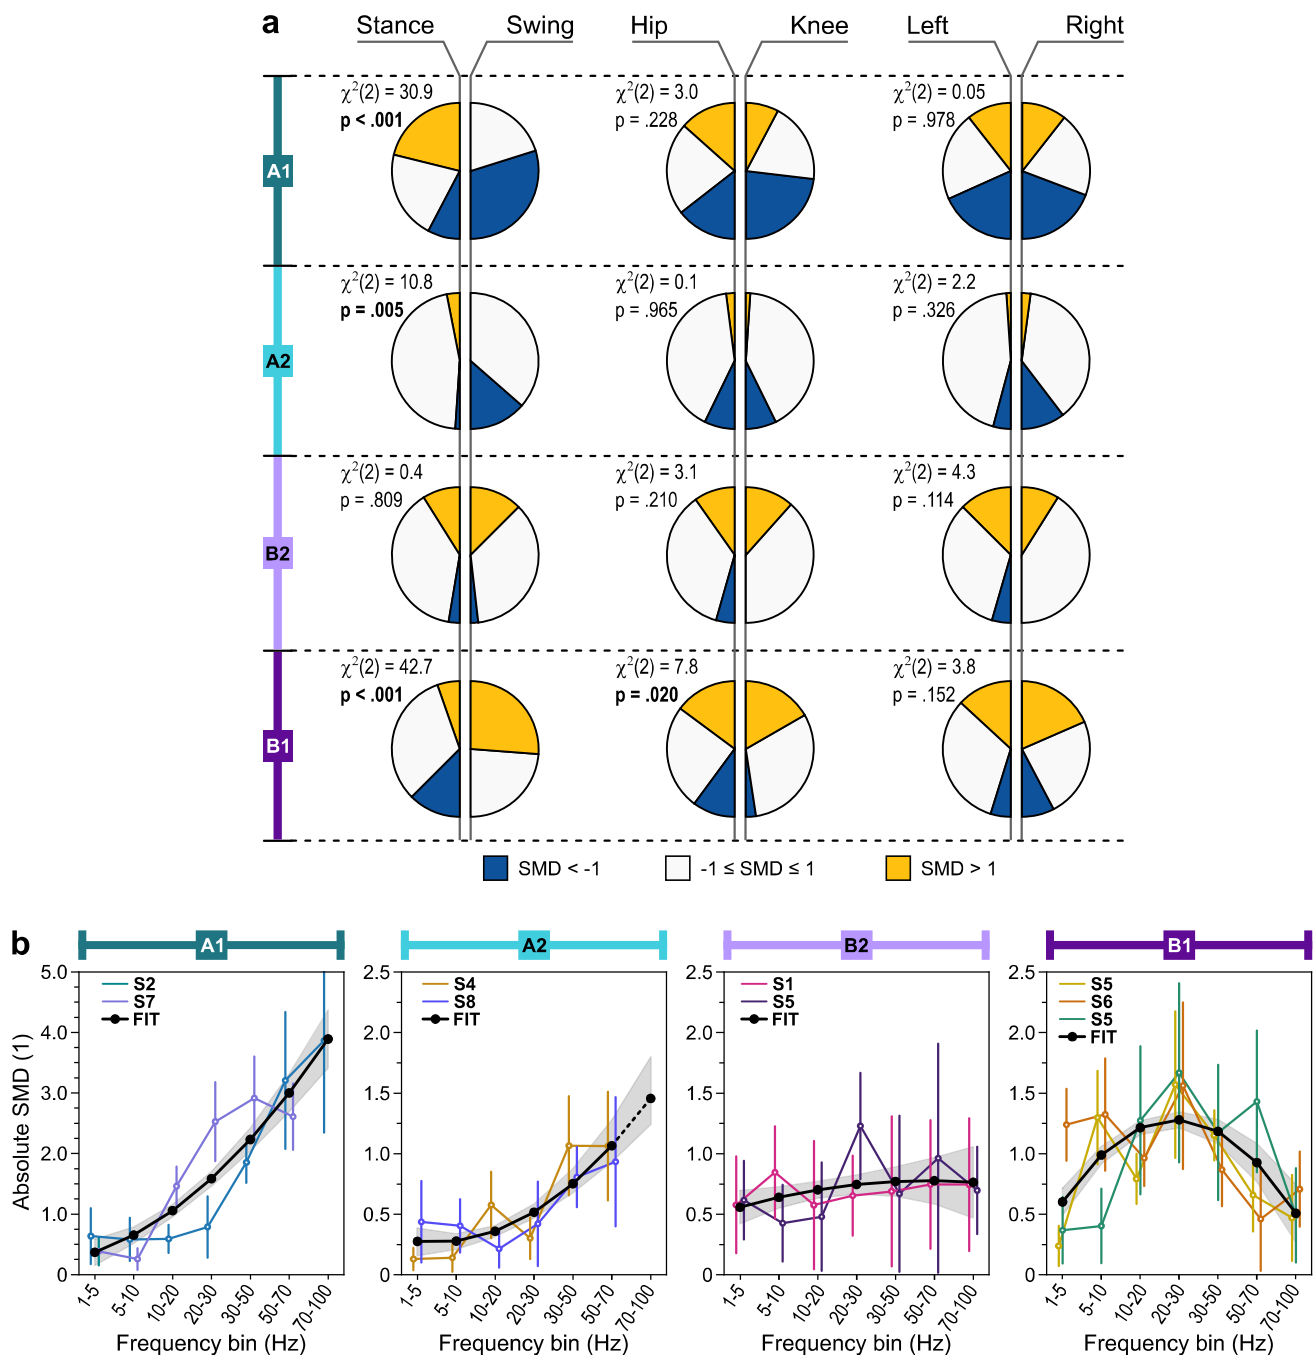 a
Stance Swing Hip Knee Left Right
A1
χ²(2) = 30.9
p < .001
χ²(2) = 3.0
p = .228
χ²(2) = 0.05
p = .978
A2
χ²(2) = 10.8
p = .005
χ²(2) = 0.1
p = .965
χ²(2) = 2.2
p = .326
B2
χ²(2) = 0.4
p = .809
χ²(2) = 3.1
p = .210
χ²(2) = 4.3
p = .114
B1
χ²(2) = 42.7
p < .001
χ²(2) = 7.8
p = .020
χ²(2) = 3.8
p = .152
SMD < -1 -1 ≤ SMD ≤ 1 SMD > 1
b
A1
Absolute SMD (1)
5.0
4.0
3.0
2.0
1.0
0
S2
S7
FIT
1-5 5-10 10-20 20-30 30-50 50-70 70-100
Frequency bin (Hz)
A2
2.5
2.0
1.5
1.0
0.5
0
S4
S8
FIT
1-5 5-10 10-20 20-30 30-50 50-70 70-100
Frequency bin (Hz)
B2
2.5
2.0
1.5
1.0
0.5
0
S1
S5
FIT
1-5 5-10 10-20 20-30 30-50 50-70 70-100
Frequency bin (Hz)
B1
2.5
2.0
1.5
1.0
0.5
0
S5
S6
S5
FIT
1-5 5-10 10-20 20-30 30-50 50-70 70-100
Frequency bin (Hz)